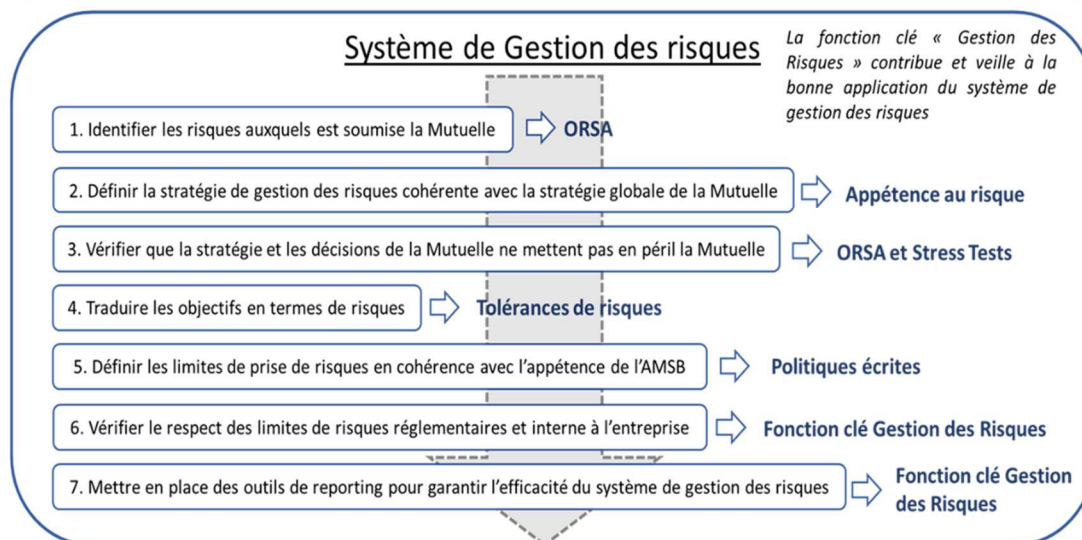 Système de Gestion des risques
La fonction clé « Gestion des
Risques » contribue et veille à la
bonne application du système de
gestion des risques
1. Identifier les risques auxquels est soumise la Mutuelle
ORSA
2. Définir la stratégie de gestion des risques cohérente avec la stratégie globale de la Mutuelle
Appétence au risque
3. Vérifier que la stratégie et les décisions de la Mutuelle ne mettent pas en péril la Mutuelle
ORSA et Stress Tests
4. Traduire les objectifs en termes de risques
Tolérances de risques
5. Définir les limites de prise de risques en cohérence avec l'appétence de l'AMSB
Politiques écrites
6. Vérifier le respect des limites de risques réglementaires et interne à l'entreprise
Fonction clé Gestion des Risques
7. Mettre en place des outils de reporting pour garantir l'efficacité du système de gestion des risques
Fonction clé Gestion
des Risques